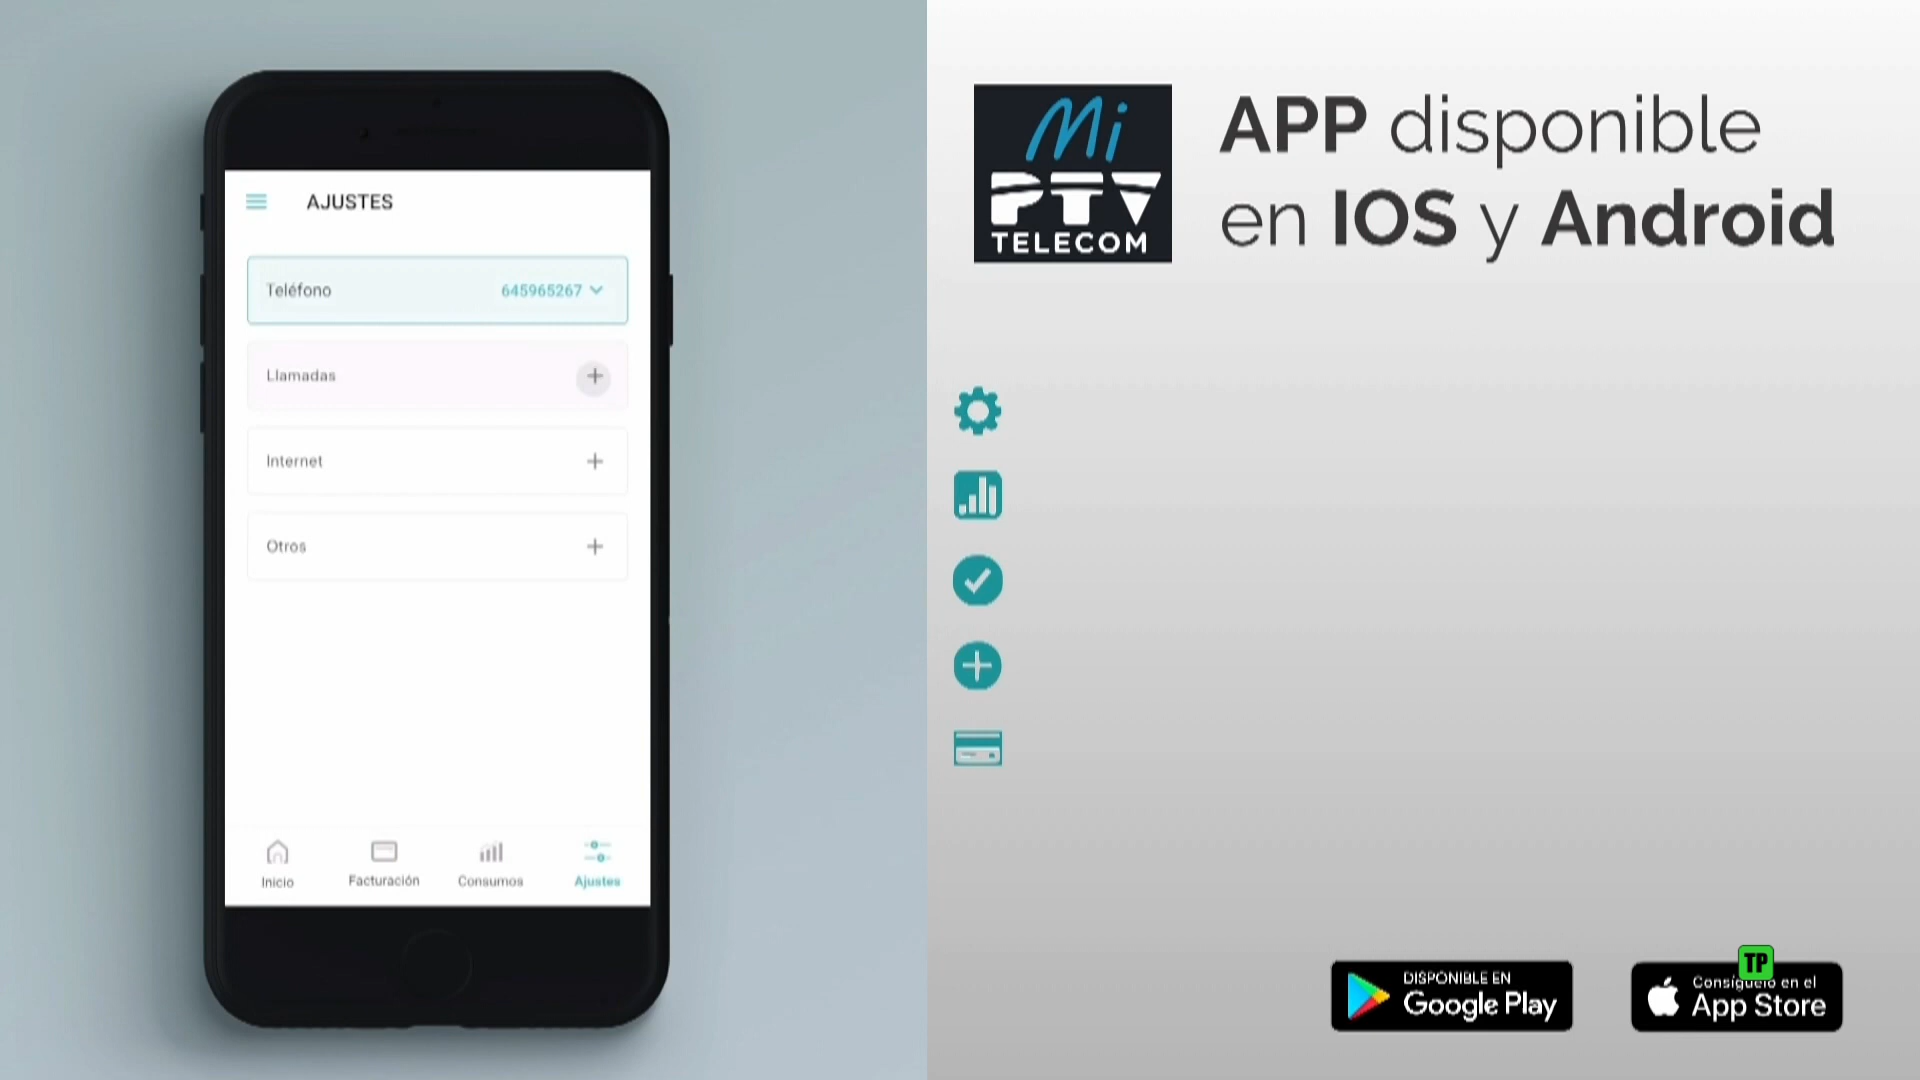 AJUSTES
Teléfono
645965267
Llamadas
Internet
Otros
Inicio
Facturación
Consumos
Ajustes
Mi
PTV
TELECOM
APP disponible
en IOS y Android
DISPONIBLE EN
Google Play
TP
Consíguelo en el
App Store